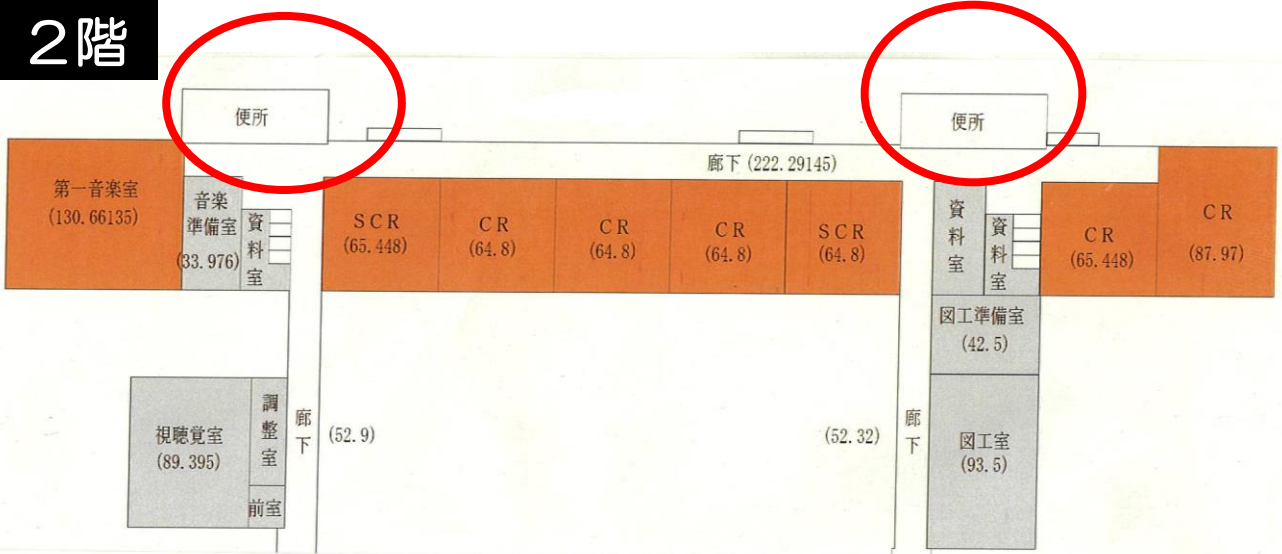 ２階
便所
便所
廊下(222.29145)
第一音楽室
(130.66135)
音楽
準備室
(33.976)
資料室
SCR
(65.448)
CR
(64.8)
CR
(64.8)
CR
(64.8)
SCR
(64.8)
資料室
資料室
CR
(65.448)
CR
(87.97)
図工準備室
(42.5)
視聴覚室
(89.395)
調整室
前室
廊下
(52.9)
(52.32)
廊下
図工室
(93.5)